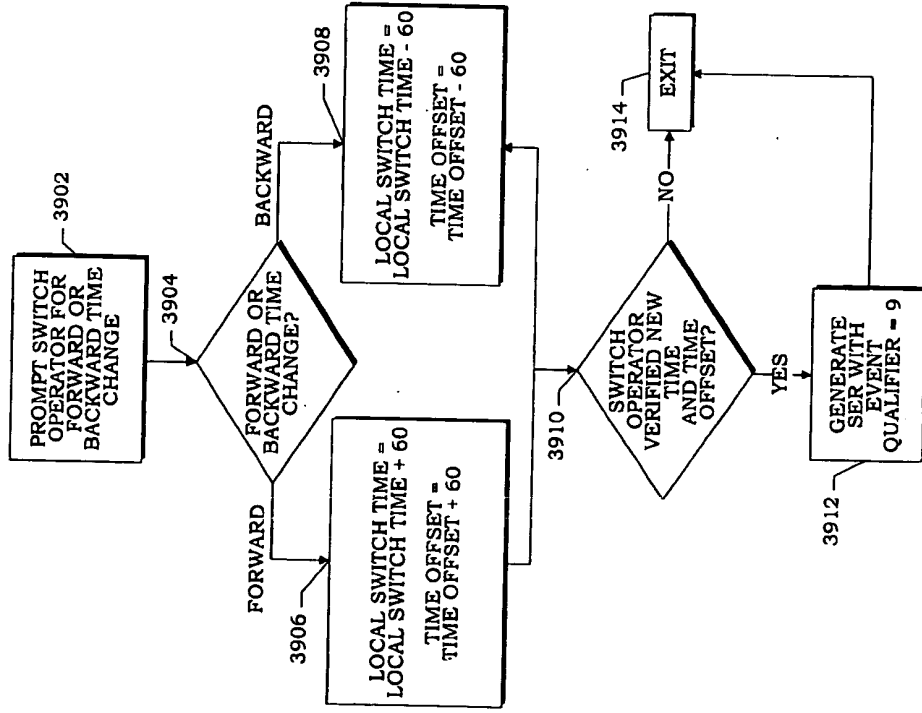 3902
PROMPT SWITCH
OPERATOR FOR
FORWARD OR
BACKWARD TIME
CHANGE
3904
FORWARD OR
BACKWARD TIME
CHANGE?
FORWARD
BACKWARD
3906
LOCAL SWITCH TIME =
LOCAL SWITCH TIME + 60
TIME OFFSET =
TIME OFFSET + 60
3908
LOCAL SWITCH TIME =
LOCAL SWITCH TIME - 60
TIME OFFSET =
TIME OFFSET - 60
3910
SWITCH
OPERATOR
VERIFIED NEW
TIME
AND TIME
OFFSET?
NO
3914
EXIT
YES
GENERATE
SER WITH
EVENT
QUALIFIER = 9
3912